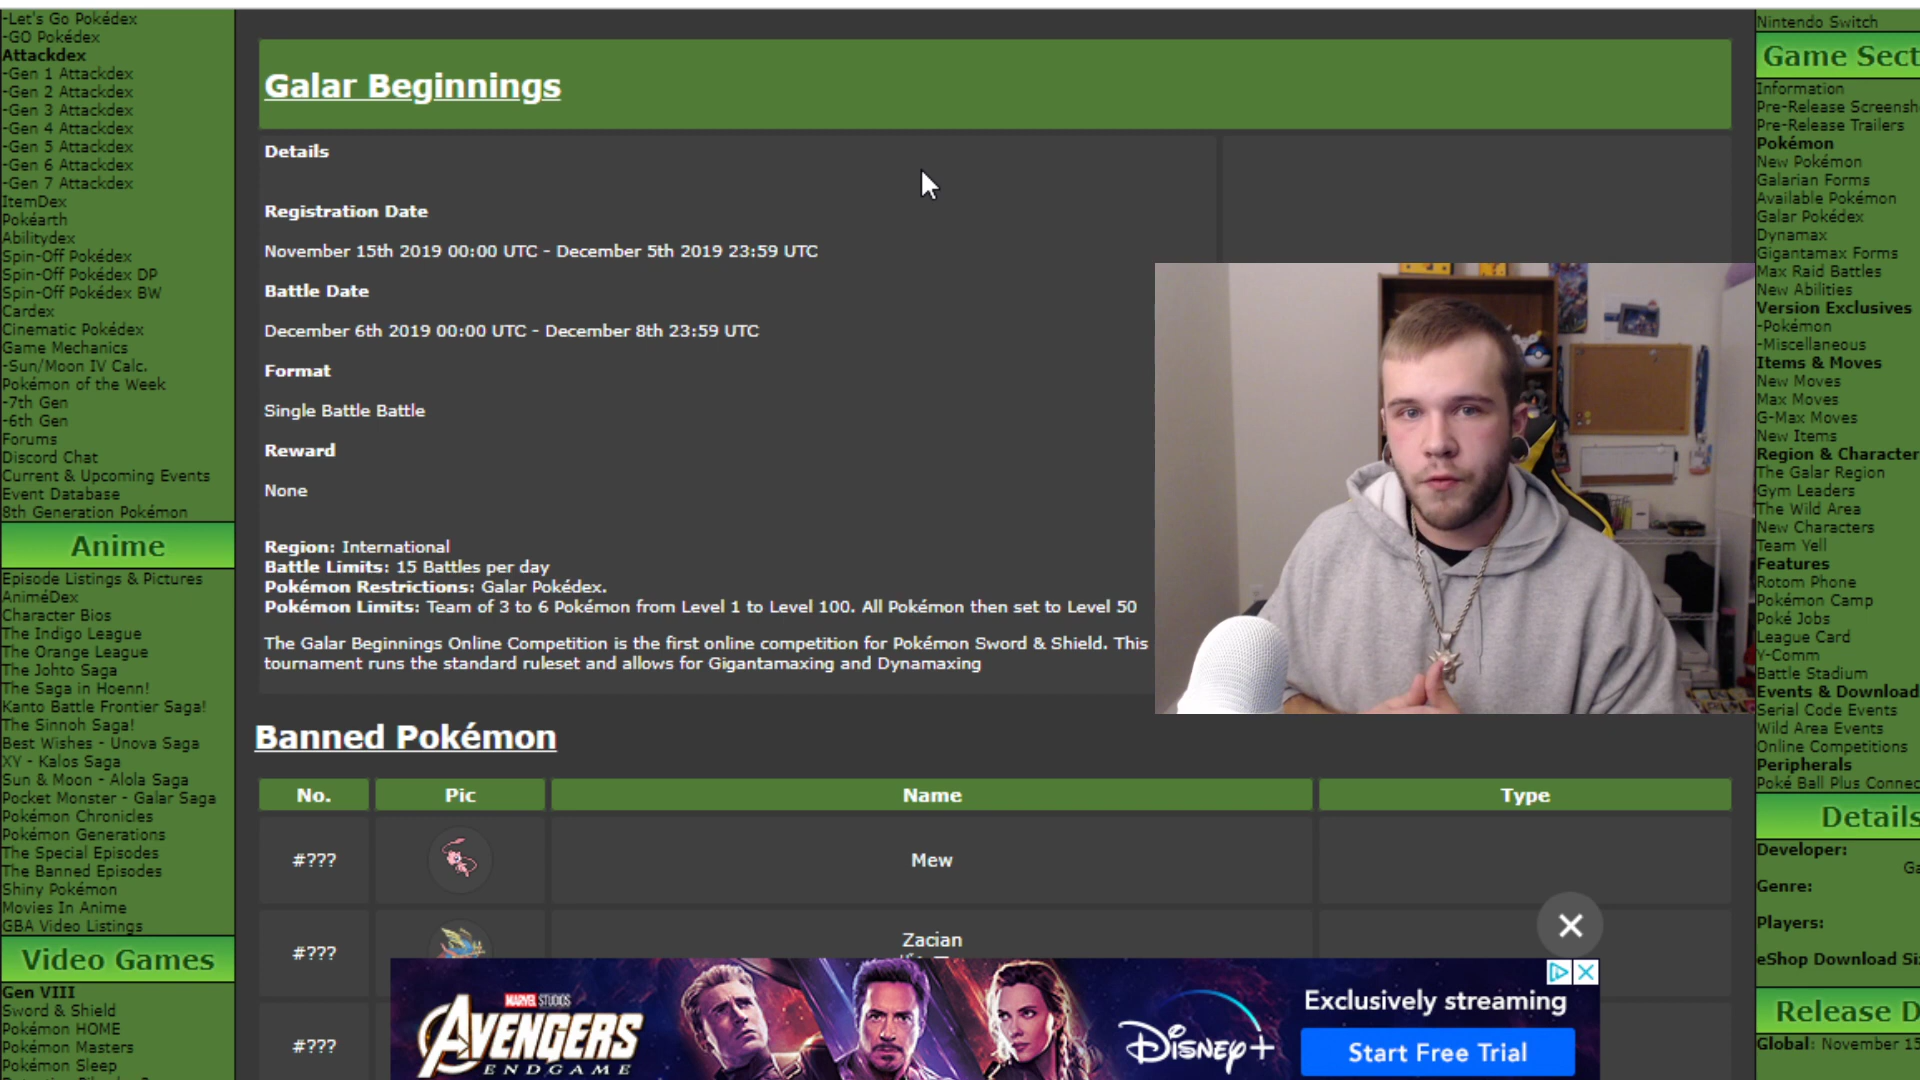 -Let's Go Pokédex
-GO Pokédex
Attackdex
-Gen 1 Attackdex
-Gen 2 Attackdex
-Gen 3 Attackdex
-Gen 4 Attackdex
-Gen 5 Attackdex
-Gen 6 Attackdex
-Gen 7 Attackdex
ItemDex
Pokéarth
Abilitydex
Spin-Off Pokédex
Spin-Off Pokédex DP
Spin-Off Pokédex BW
Cardex
Cinematic Pokédex
Game Mechanics
-Sun/Moon IV Calc.
Pokémon of the Week
-7th Gen
-6th Gen
Forums
Discord Chat
Current & Upcoming Events
Event Database
8th Generation Pokémon
Anime
Episode Listings & Pictures
AniméDex
Character Bios
The Indigo League
The Orange League
The Johto Saga
The Saga in Hoenn!
Kanto Battle Frontier Saga!
The Sinnoh Saga!
Best Wishes - Unova Saga
XY - Kalos Saga
Sun & Moon - Alola Saga
Pocket Monster - Galar Saga
Pokémon Chronicles
Pokémon Generations
The Special Episodes
The Banned Episodes
Shiny Pokémon
Movies In Anime
GBA Video Listings
Video Games
Gen VIII
Sword & Shield
Pokémon HOME
Pokémon Masters
Pokémon Sleep
Galar Beginnings
Details
Registration Date
November 15th 2019 00:00 UTC - December 5th 2019 23:59 UTC
Battle Date
December 6th 2019 00:00 UTC - December 8th 23:59 UTC
Format
Single Battle Battle
Reward
None
Region: International
Battle Limits: 15 Battles per day
Pokémon Restrictions: Galar Pokédex.
Pokémon Limits: Team of 3 to 6 Pokémon from Level 1 to Level 100. All Pokémon then set to Level 50
The Galar Beginnings Online Competition is the first online competition for Pokémon Sword & Shield. This
tournament runs the standard ruleset and allows for Gigantamaxing and Dynamaxing
Banned Pokémon
No. Pic Name Type
#??? Mew
#??? Zacian
#???
MARVEL STUDIOS
AVENGERS
ENDGAME
Disney+
Exclusively streaming
Start Free Trial
Nintendo Switch
Game Sect
Information
Pre-Release Screensh
Pre-Release Trailers
Pokémon
New Pokémon
Galarian Forms
Available Pokémon
Galar Pokédex
Dynamax
Gigantamax Forms
Max Raid Battles
New Abilities
Version Exclusives
-Pokémon
-Miscellaneous
Items & Moves
New Moves
Max Moves
G-Max Moves
New Items
Region & Character
The Galar Region
Gym Leaders
The Wild Area
New Characters
Team Yell
Features
Rotom Phone
Pokémon Camp
Poké Jobs
League Card
Y-Comm
Battle Stadium
Events & Download
Serial Code Events
Wild Area Events
Online Competitions
Peripherals
Poké Ball Plus Connec
Details
Developer:
Ga
Genre:
Players:
eShop Download Si
Release D
Global: November 15